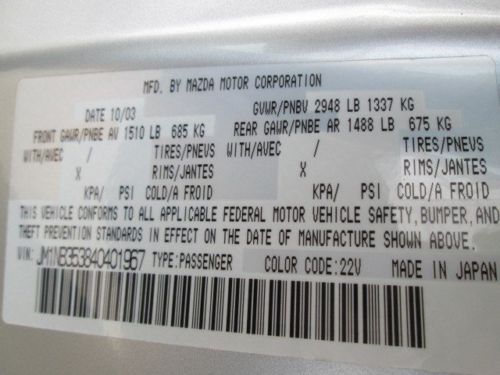 MFD. BY MAZDA MOTOR CORPORATION
DATE 10/03 GVWR/PNBV 2948 LB 1337 KG
FRONT GAWR/PNBE AV 1510 LB 685 KG REAR GAWR/PNBE AR 1488 LB 675 KG
WITH/AVEC / TIRES/PNEVS WITH/AVEC / TIRES/PNEVS
X RIMS/JANTES X RIMS/JANTES
KPA/ PSI COLD/A FROID KPA/ PSI COLD/A FROID
THIS VEHICLE CONFORMS TO ALL APPLICABLE FEDERAL MOTOR VEHICLE SAFETY, BUMPER, AND
THEFT PREVENTION STANDARDS IN EFFECT ON THE DATE OF MANUFACTURE SHOWN ABOVE.
VIN: JM1NB353840401967 TYPE:PASSENGER COLOR CODE:22V MADE IN JAPAN